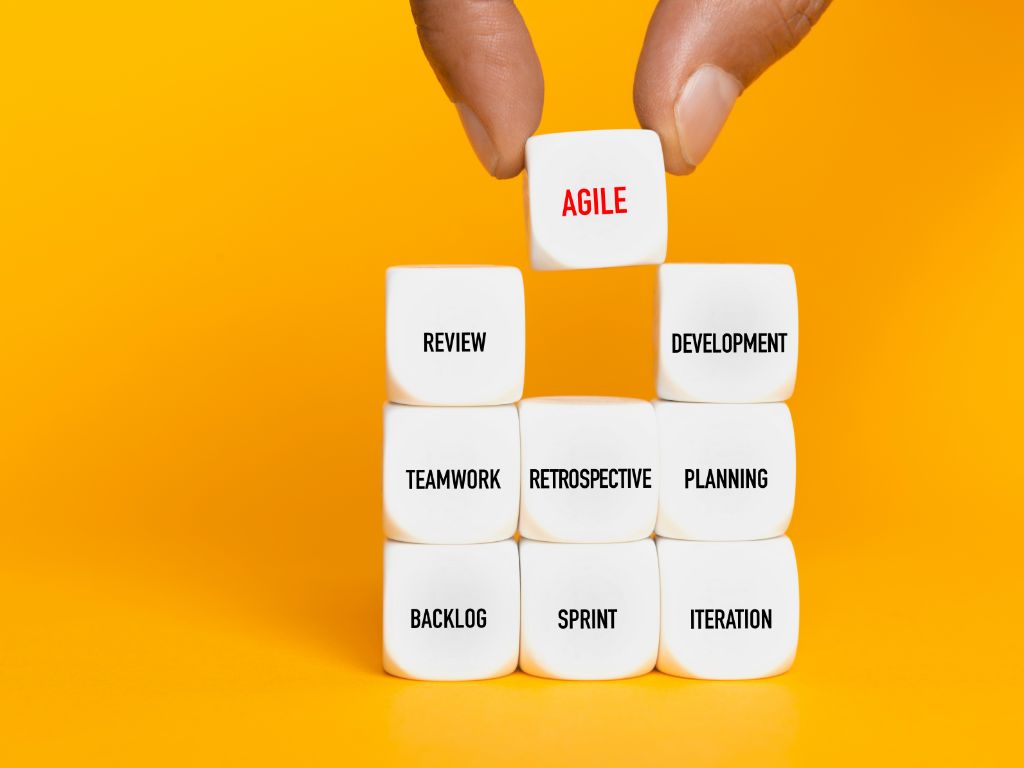 AGILE
REVIEW
DEVELOPMENT
TEAMWORK
RETROSPECTIVE
PLANNING
BACKLOG
SPRINT
ITERATION